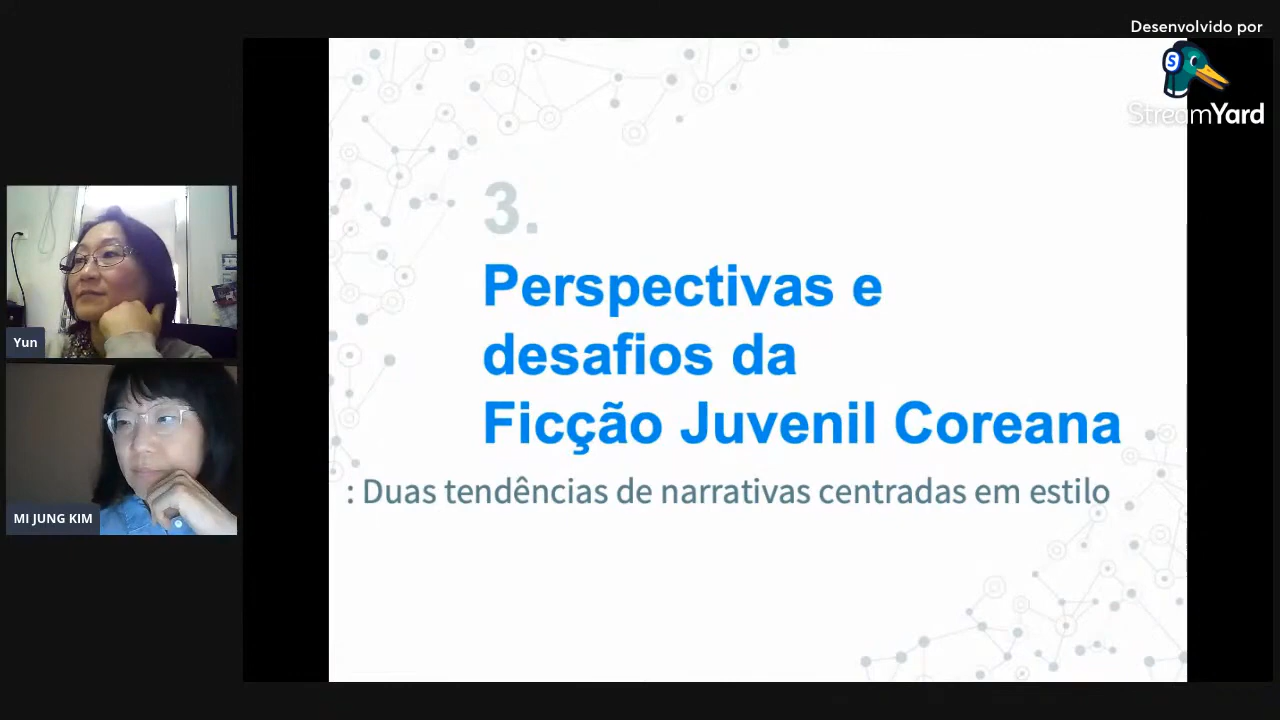 Desenvolvido por
StreamYard
3.
Perspectivas e
desafios da
Ficção Juvenil Coreana
: Duas tendências de narrativas centradas em estilo
Yun
MI JUNG KIM